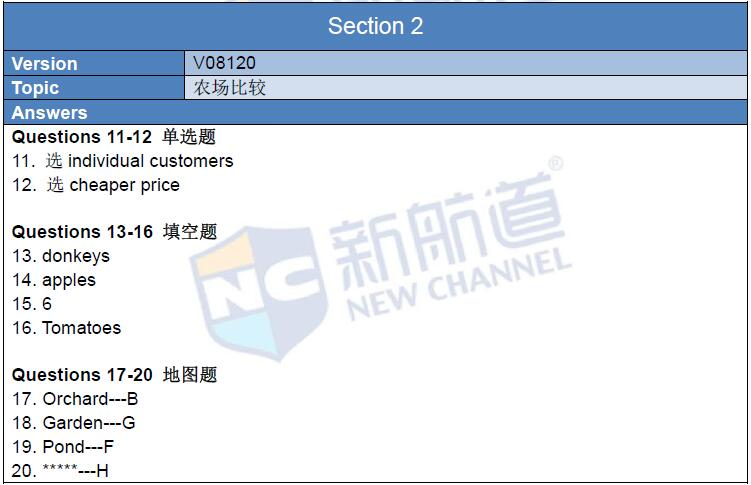 Section 2
Version V08120
Topic 农场比较
Answers
Questions 11-12 单选题
11. 选 individual customers
12. 选 cheaper price
Questions 13-16 填空题
13. donkeys
14. apples
15. 6
16. Tomatoes
Questions 17-20 地图题
17. Orchard---B
18. Garden---G
19. Pond---F
20. *****---H
NC 新航道®
NEW CHANNEL